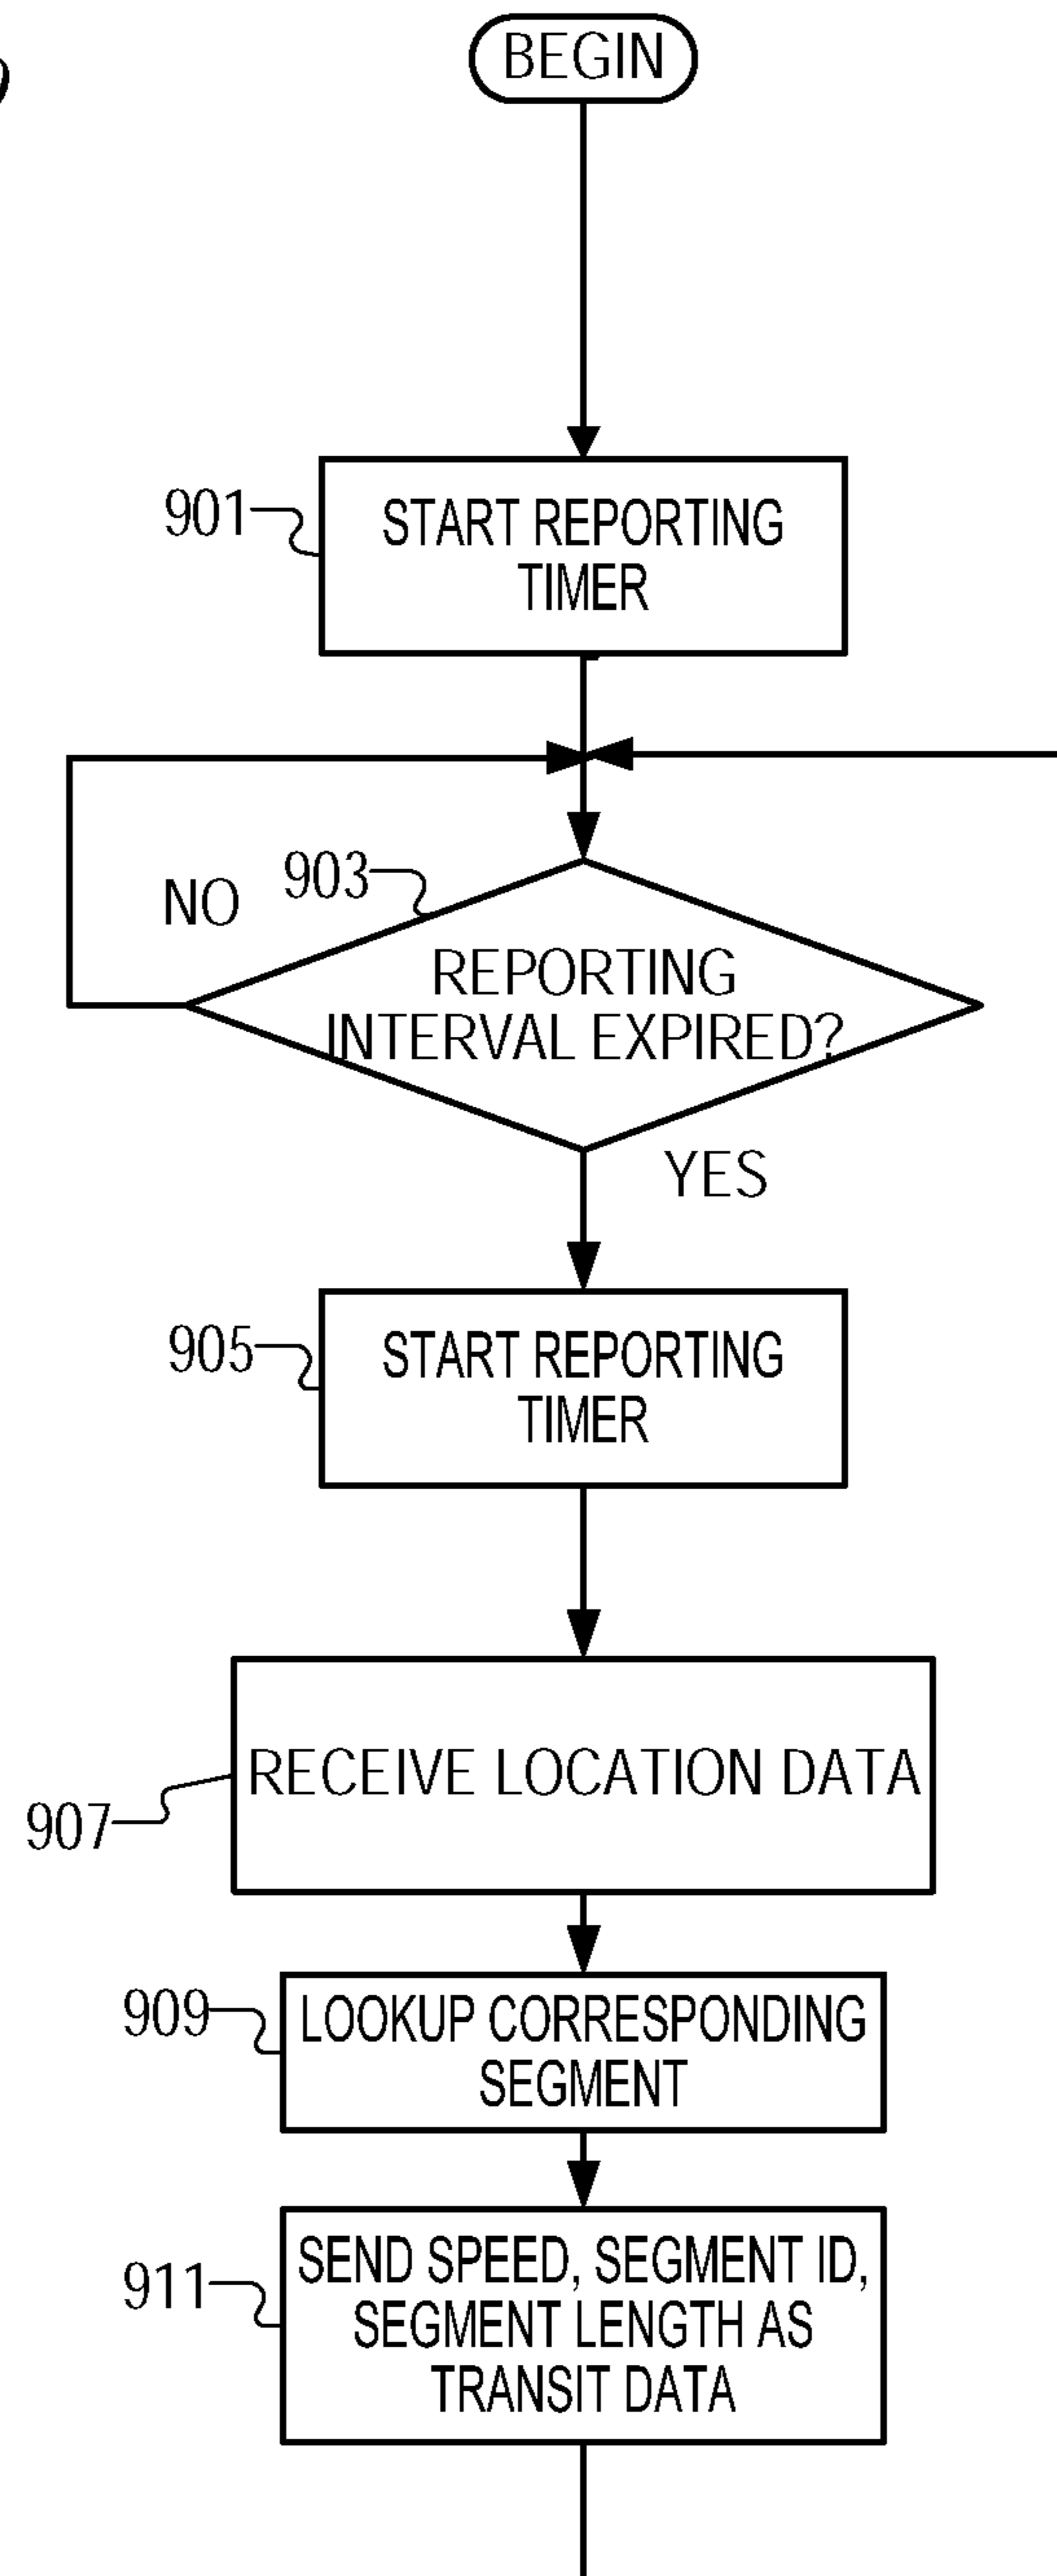 BEGIN
901
START REPORTING
TIMER
NO
903
REPORTING
INTERVAL EXPIRED?
YES
905
START REPORTING
TIMER
RECEIVE LOCATION DATA
907
909
LOOKUP CORRESPONDING
SEGMENT
911
SEND SPEED, SEGMENT ID,
SEGMENT LENGTH AS
TRANSIT DATA